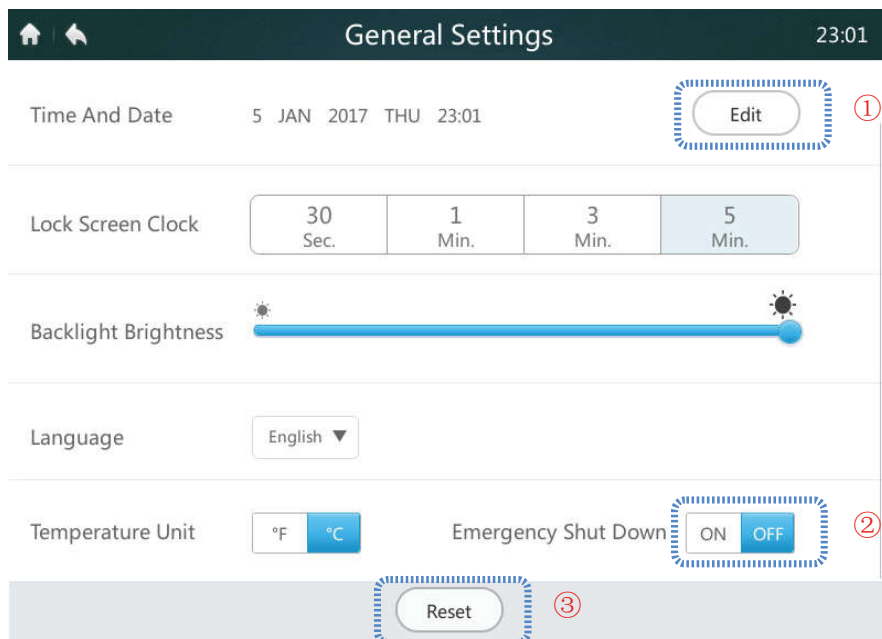 General Settings 23:01
Time And Date 5 JAN 2017 THU 23:01 Edit ①
Lock Screen Clock 30 Sec. 1 Min. 3 Min. 5 Min.
Backlight Brightness
Language English ▼
Temperature Unit °F °C Emergency Shut Down ON OFF ②
Reset ③